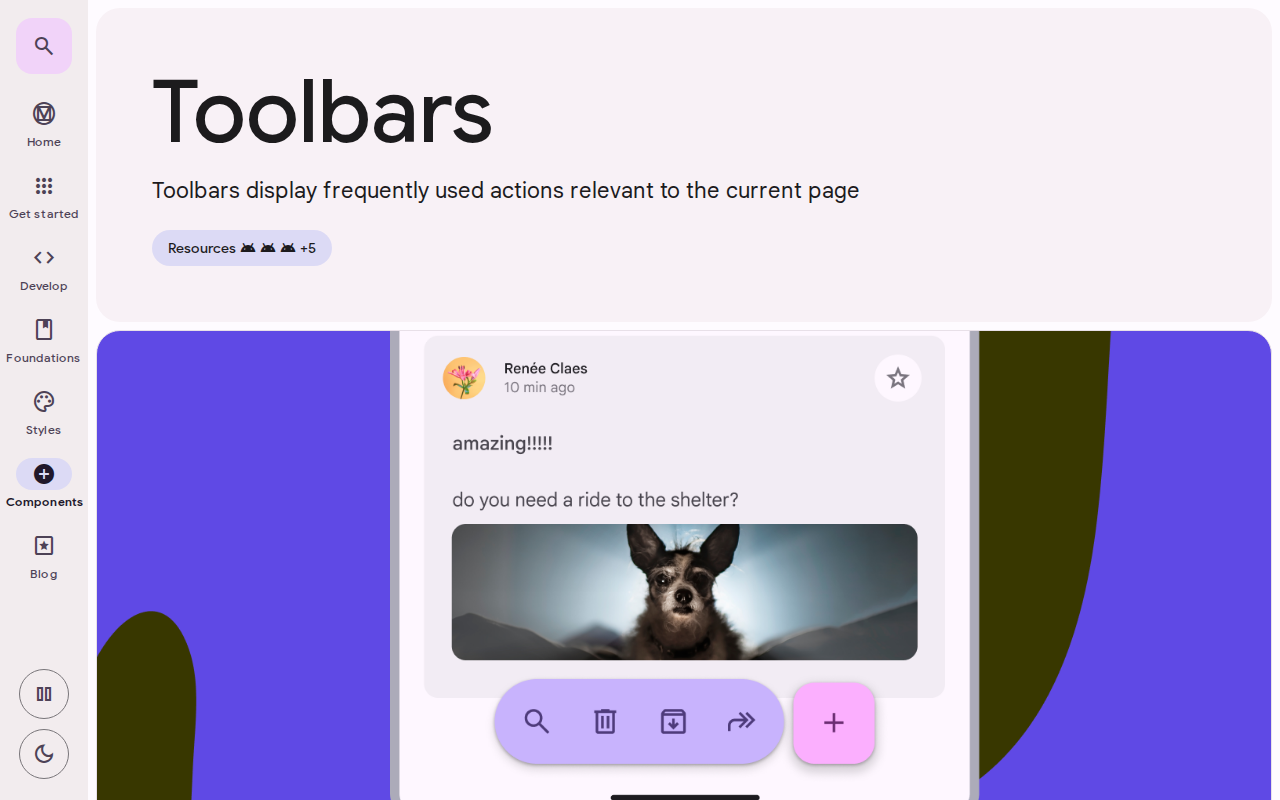 Toolbars
Toolbars display frequently used actions relevant to the current page
Resources +5
Home
Get started
Develop
Foundations
Styles
Components
Blog
Renée Claes
10 min ago
amazing!!!!!
do you need a ride to the shelter?